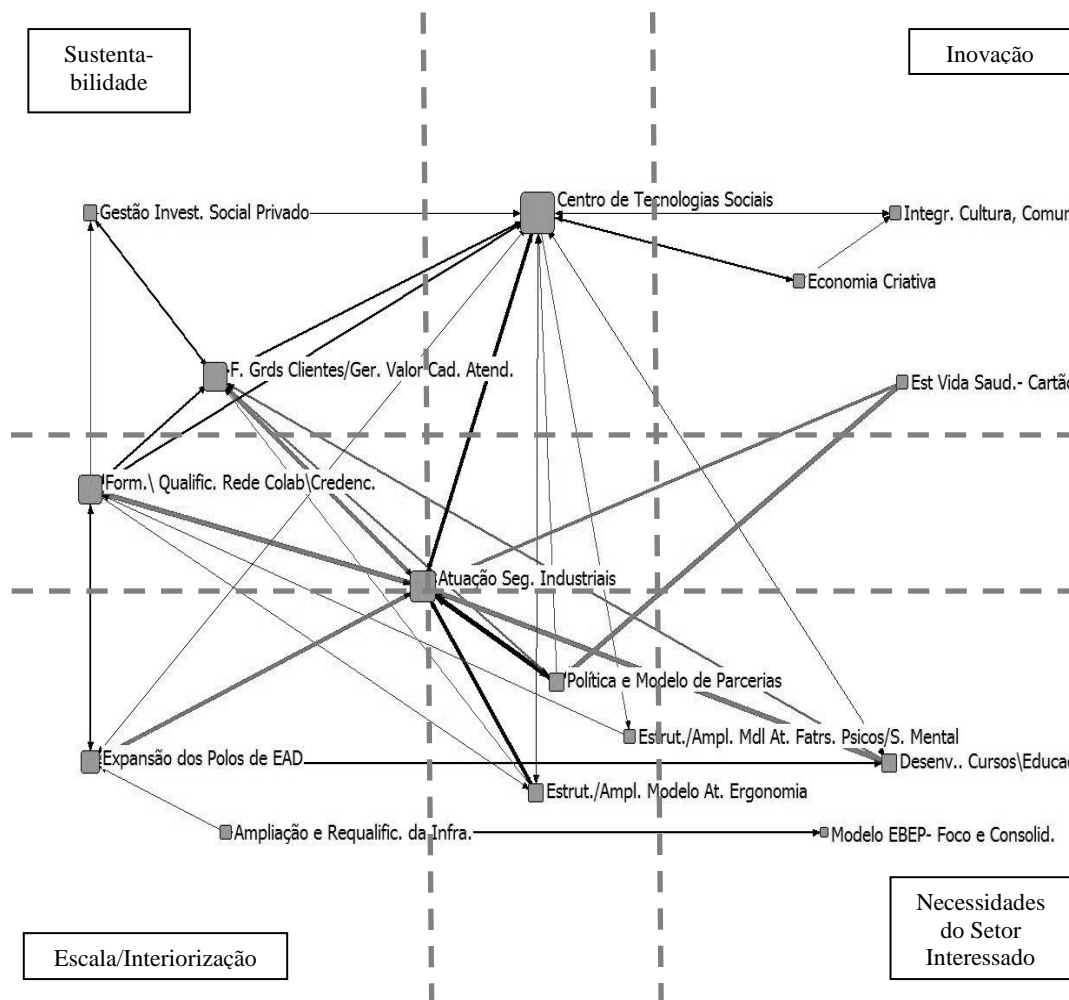 Sustenta-
bilidade
Inovação
Centro de Tecnologias Sociais
Gestão Invest. Social Privado
Integr. Cultura, Comur
Economia Criativa
F. Grds Clientes/Ger. Valor Cad. Atend.
Est Vida Saud.- Cartão
Form.\ Qualific. Rede Colab\Credenc.
Atuação Seg. Industriais
Política e Modelo de Parcerias
Estrut./Ampl. Mdl At. Fatrs. Psicos/S. Mental
Expansão dos Polos de EAD
Desenv.. Cursos\Educaç
Estrut./Ampl. Modelo At. Ergonomia
Ampliação e Requalific. da Infra.
Modelo EBEP- Foco e Consolid.
Necessidades
do Setor
Interessado
Escala/Interiorização